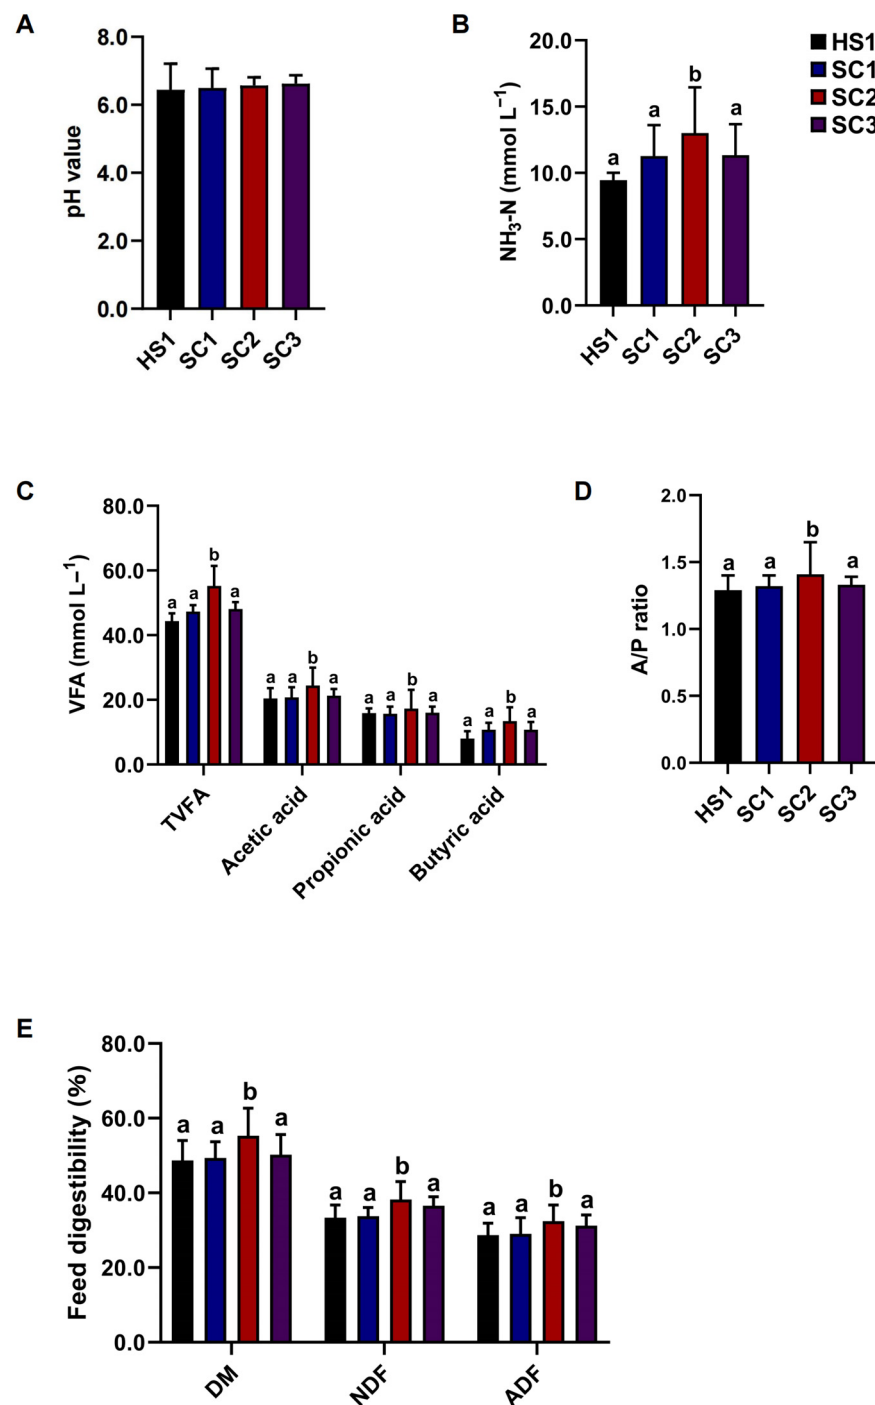 A
8.0
6.0
4.0
2.0
0.0
pH value
HS1
SC1
SC2
SC3
B
20.0
15.0
10.0
5.0
0.0
NH₃-N (mmol L⁻¹)
a
a
b
a
HS1
SC1
SC2
SC3
HS1
SC1
SC2
SC3
C
80.0
60.0
40.0
20.0
0.0
VFA (mmol L⁻¹)
a
a
b
a
a
a
b
a
a
a
b
a
a
a
b
a
TVFA
Acetic acid
Propionic acid
Butyric acid
D
2.0
1.5
1.0
0.5
0.0
A/P ratio
a
a
b
a
HS1
SC1
SC2
SC3
E
80.0
60.0
40.0
20.0
0.0
Feed digestibility (%)
a
a
b
a
a
a
b
a
a
a
b
a
DM
NDF
ADF